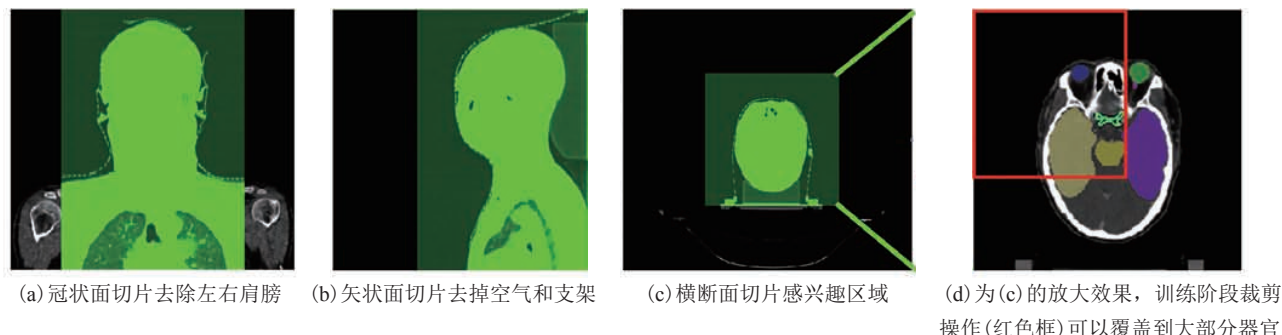 (a)冠状面切片去除左右肩膀
(b)矢状面切片去掉空气和支架
(c)横断面切片感兴趣区域
(d)为(c)的放大效果，训练阶段裁剪
操作(红色框)可以覆盖到大部分器官